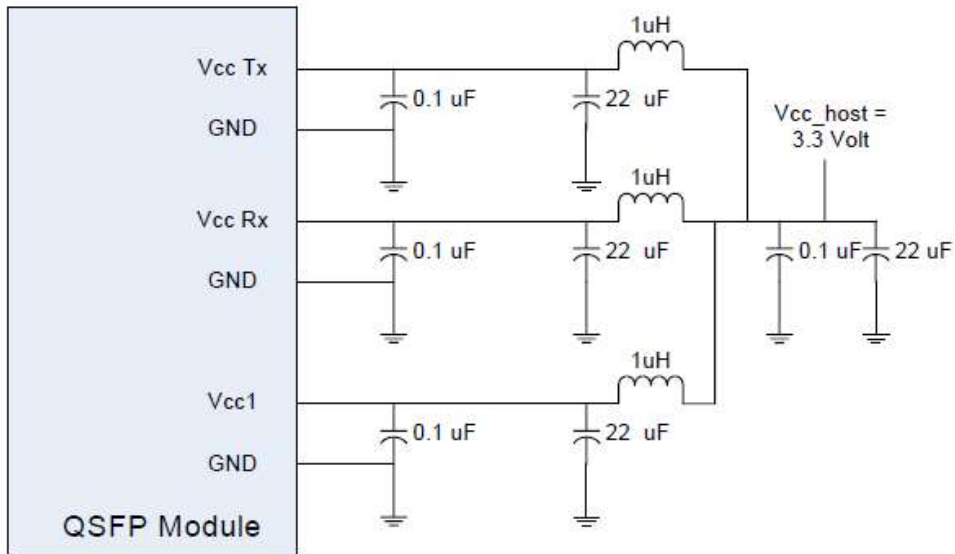 1uH
Vcc Tx
0.1 uF
22 uF
GND
Vcc_host =
3.3 Volt
1uH
Vcc Rx
0.1 uF
22 uF
0.1 uF
22 uF
GND
1uH
Vcc1
0.1 uF
22 uF
GND
QSFP Module